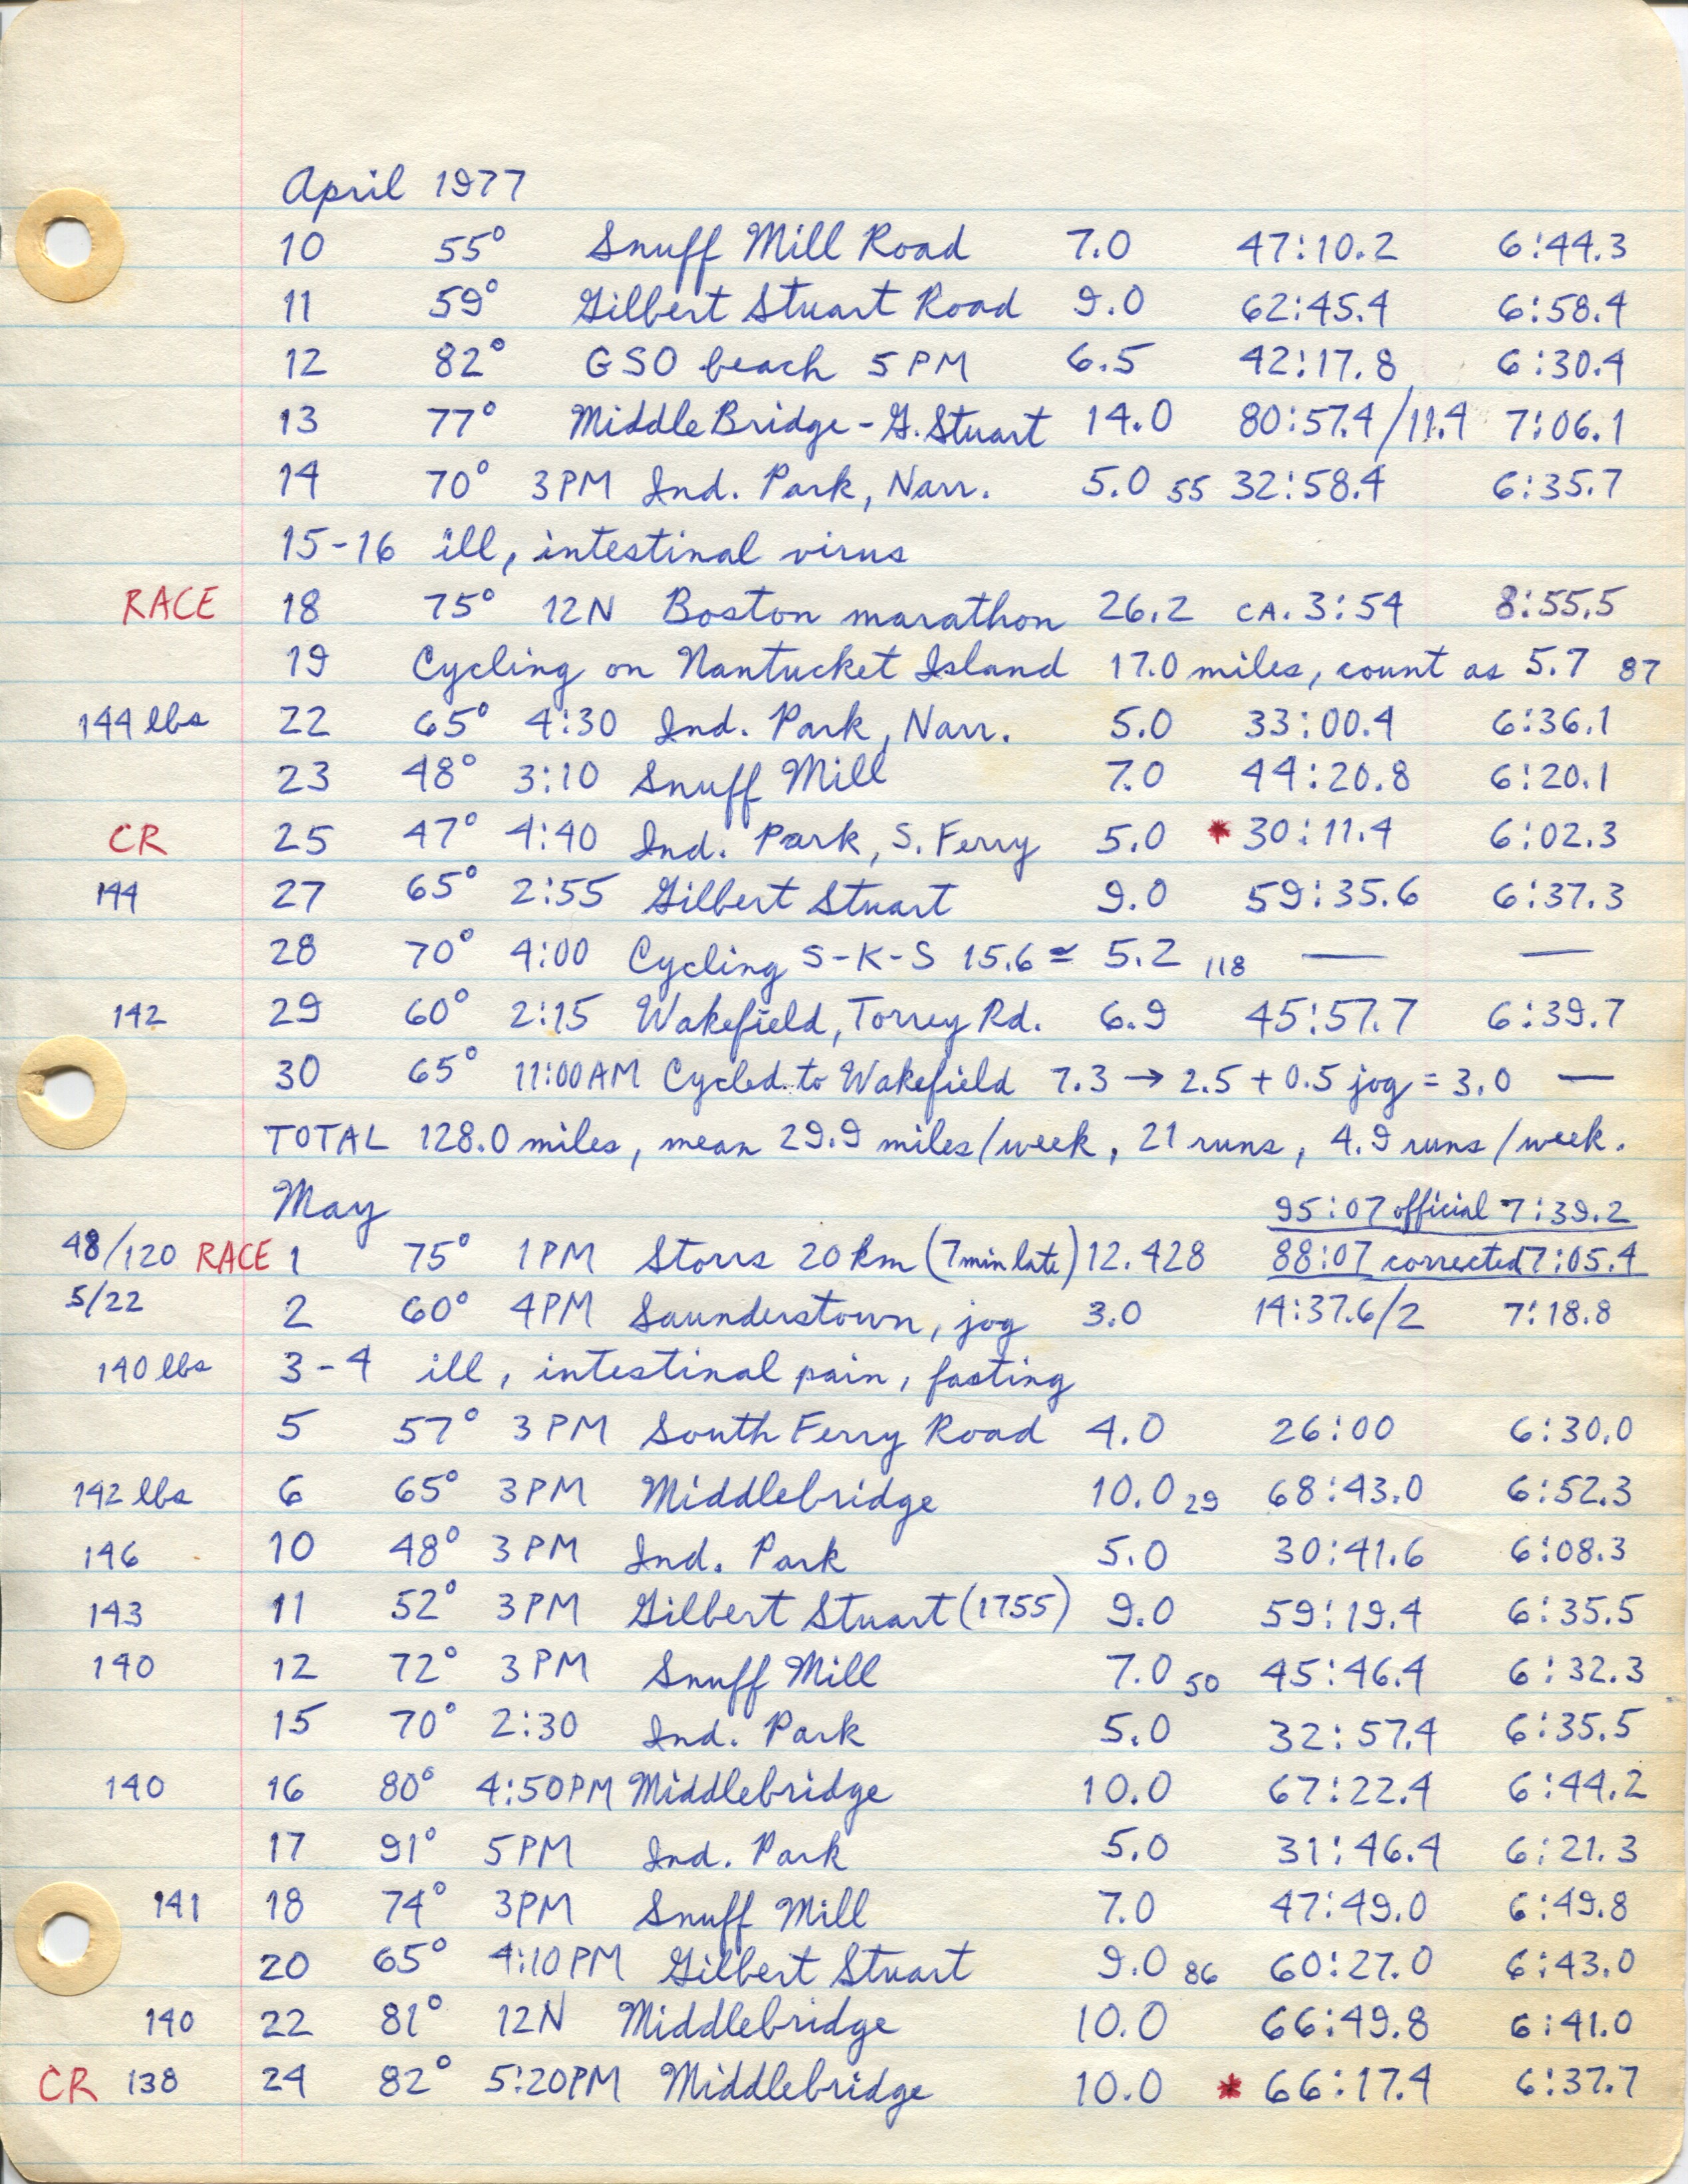 April 1977
10 55° Snuff Mill Road 7.0 47:10.2 6:44.3
11 59° Gilbert Stuart Road 9.0 62:45.4 6:58.4
12 82° GSO beach 5 PM 6.5 42:17.8 6:30.4
13 77° MiddleBridge - G. Stuart 14.0 80:57.4/11.4 7:06.1
14 70° 3PM Ind. Park, Narr. 5.0 55 32:58.4 6:35.7
15-16 ill, intestinal virus
RACE 18 75° 12N Boston marathon 26.2 CA. 3:54 8:55.5
19 Cycling on Nantucket Island 17.0 miles, count as 5.7 87
144 lbs 22 65° 4:30 Ind. Park, Narr. 5.0 33:00.4 6:36.1
23 48° 3:10 Snuff Mill 7.0 44:20.8 6:20.1
CR 25 47° 4:40 Ind. Park, S. Ferry 5.0 * 30:11.4 6:02.3
144 27 65° 2:55 Gilbert Stuart 9.0 59:35.6 6:37.3
28 70° 4:00 Cycling S-K-S 15.6 ≃ 5.2 118 — —
142 29 60° 2:15 Wakefield, Torrey Rd. 6.9 45:57.7 6:39.7
30 65° 11:00AM Cycled to Wakefield 7.3 → 2.5 + 0.5 jog = 3.0 —
TOTAL 128.0 miles, mean 29.9 miles/week, 21 runs, 4.9 runs/week.
May 95:07 official 7:39.2
48/120 RACE 1 75° 1PM Storrs 20 km (7 min late) 12.428 88:07 corrected 7:05.4
5/22 2 60° 4PM Saunderstown, jog 3.0 14:37.6/2 7:18.8
140 lbs 3-4 ill, intestinal pain, fasting
5 57° 3 PM South Ferry Road 4.0 26:00 6:30.0
142 lbs 6 65° 3PM Middlebridge 10.0 29 68:43.0 6:52.3
146 10 48° 3PM Ind. Park 5.0 30:41.6 6:08.3
143 11 52° 3PM Gilbert Stuart (1755) 9.0 59:19.4 6:35.5
140 12 72° 3 PM Snuff Mill 7.0 50 45:46.4 6:32.3
15 70° 2:30 Ind. Park 5.0 32:57.4 6:35.5
140 16 80° 4:50PM Middlebridge 10.0 67:22.4 6:44.2
17 91° 5PM Ind. Park 5.0 31:46.4 6:21.3
141 18 74° 3PM Snuff Mill 7.0 47:49.0 6:49.8
20 65° 4:10PM Gilbert Stuart 9.0 86 60:27.0 6:43.0
140 22 81° 12N Middlebridge 10.0 66:49.8 6:41.0
CR 138 24 82° 5:20PM Middlebridge 10.0 * 66:17.4 6:37.7